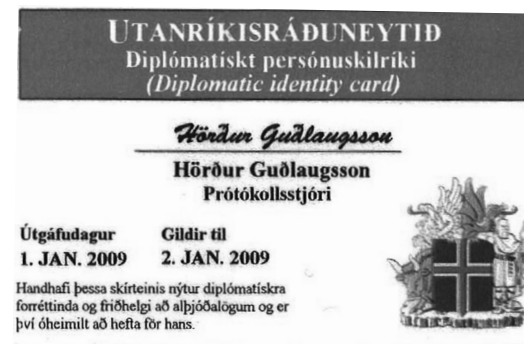 UTANRÍKISRÁÐUNEYTIÐ
Diplómatískt persónuskilríki
(Diplomatic identity card)
Hörður Guðlaugsson
Hörður Guðlaugsson
Prótókollsstjóri
Útgáfudagur Gildir til
1. JAN. 2009 2. JAN. 2009
Handhafi þessa skírteinis nýtur diplómatískra
forréttinda og friðhelgi að alþjóðalögum og er
því óheimilt að hefta för hans.